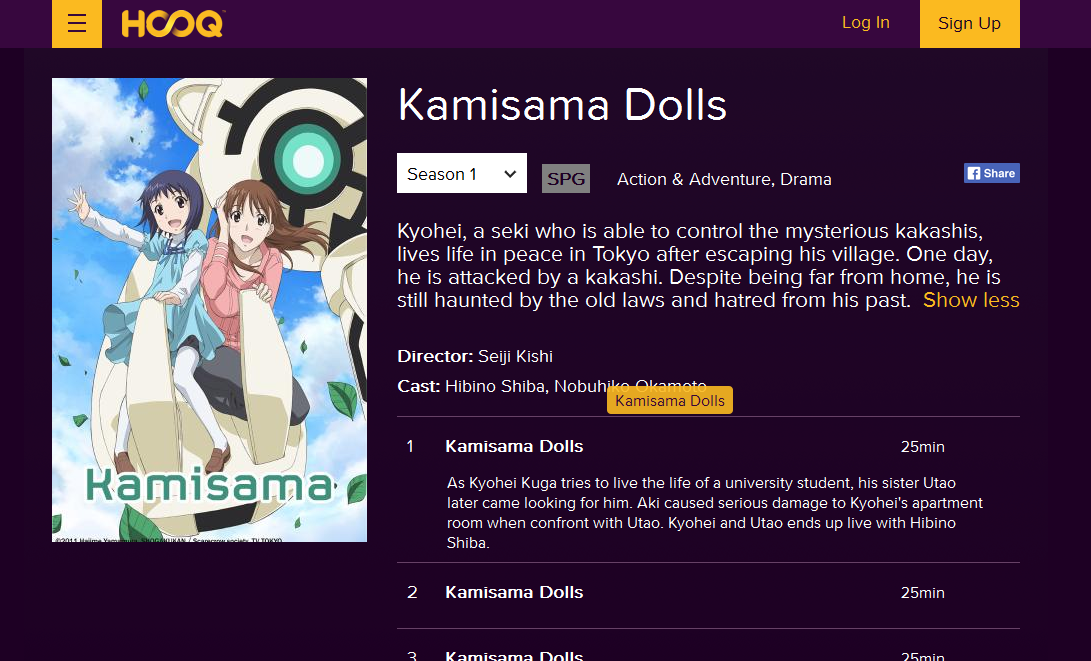 HOOQ
Log In
Sign Up
Kamisama Dolls
Season 1
SPG
Action & Adventure, Drama
Share
Kyohei, a seki who is able to control the mysterious kakashis,
lives life in peace in Tokyo after escaping his village. One day,
he is attacked by a kakashi. Despite being far from home, he is
still haunted by the old laws and hatred from his past. Show less
Director: Seiji Kishi
Cast: Hibino Shiba, Nobuhiko Okamoto
Kamisama Dolls
1 Kamisama Dolls 25min
As Kyohei Kuga tries to live the life of a university student, his sister Utao
later came looking for him. Aki caused serious damage to Kyohei's apartment
room when confront with Utao. Kyohei and Utao ends up live with Hibino
Shiba.
2 Kamisama Dolls 25min
3 Kamisama Dolls 25min
Kamisama
©2011 Hajime SHOGAKUKAN / Scarecrow society, TV TOKYO